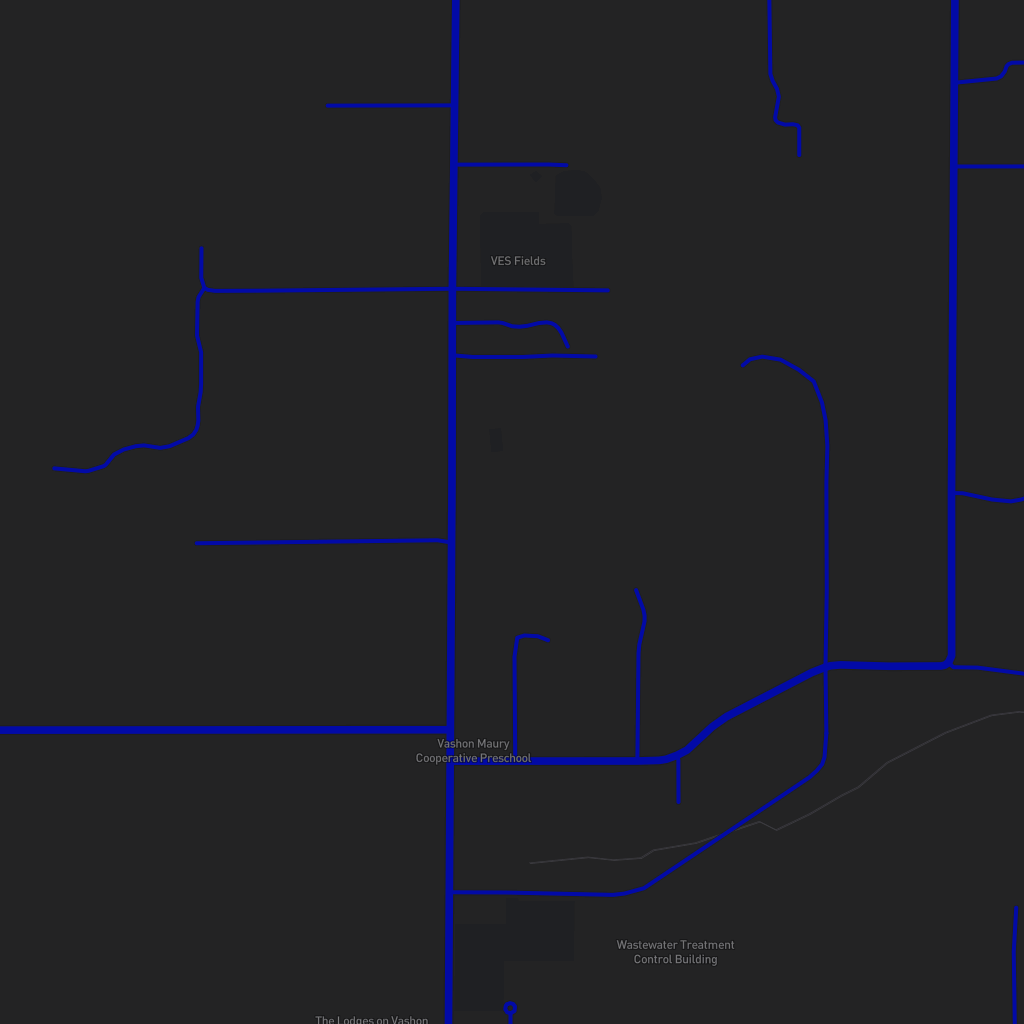 VES Fields
Vashon Maury
Cooperative Preschool
Wastewater Treatment
Control Building
The Lodges on Vashon